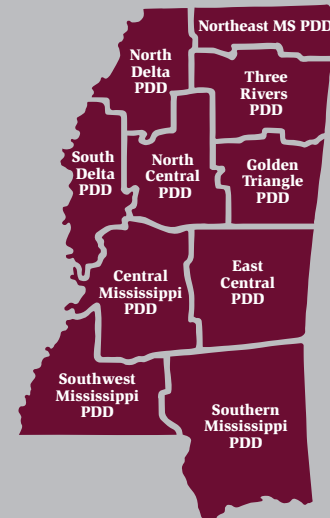 Northeast MS PDD
North
Delta
PDD
Three
Rivers
PDD
South
Delta
PDD
North
Central
PDD
Golden
Triangle
PDD
Central
Mississippi
PDD
East
Central
PDD
Southwest
Mississippi
PDD
Southern
Mississippi
PDD